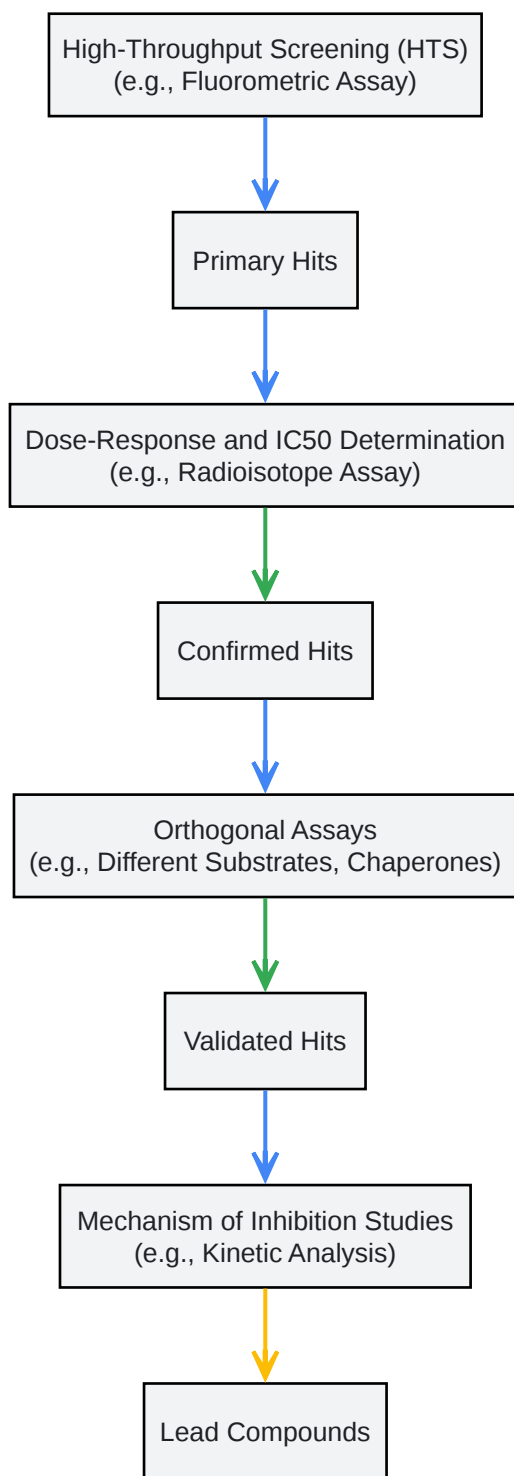 High-Throughput Screening (HTS)
(e.g., Fluorometric Assay)
Primary Hits
Dose-Response and IC50 Determination
(e.g., Radioisotope Assay)
Confirmed Hits
Orthogonal Assays
(e.g., Different Substrates, Chaperones)
Validated Hits
Mechanism of Inhibition Studies
(e.g., Kinetic Analysis)
Lead Compounds